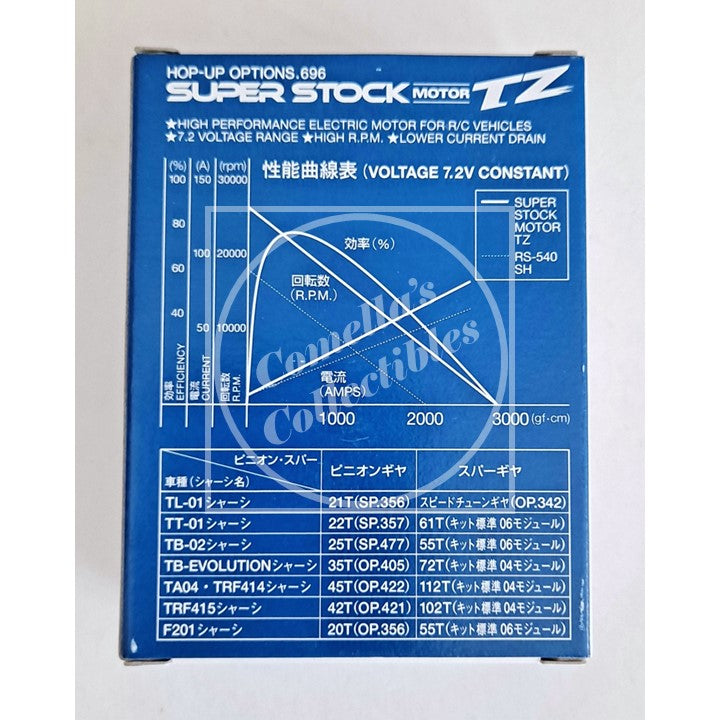 HOP-UP OPTIONS.696
SUPER STOCK MOTOR TZ
★HIGH PERFORMANCE ELECTRIC MOTOR FOR R/C VEHICLES
★7.2 VOLTAGE RANGE ★HIGH R.P.M. ★LOWER CURRENT DRAIN
(%) (A) (rpm)
性能曲線表 (VOLTAGE 7.2V CONSTANT)
100 150 30000
80
100 20000
60
40
50 10000
20
効率 EFFICIENCY
電流 CURRENT
回転数 R.P.M.
効率(%)
回転数
(R.P.M.)
電流
(AMPS)
SUPER
STOCK
MOTOR
TZ
RS-540
SH
1000 2000 3000 (gf·cm)
Comella's
Collectibles
ピニオン・スパー
車種 (シャーシ名)
ピニオンギヤ スパーギヤ
TL-01シャーシ 21T(SP.356) スピードチューンギヤ(OP.342)
TT-01シャーシ 22T(SP.357) 61T(キット標準 06モジュール)
TB-02シャーシ 25T(SP.477) 55T(キット標準 06モジュール)
TB-EVOLUTIONシャーシ 35T(OP.405) 72T(キット標準 04モジュール)
TA04・TRF414シャーシ 45T(OP.422) 112T(キット標準 04モジュール)
TRF415シャーシ 42T(OP.421) 102T(キット標準 04モジュール)
F201シャーシ 20T(OP.356) 55T(キット標準 06モジュール)